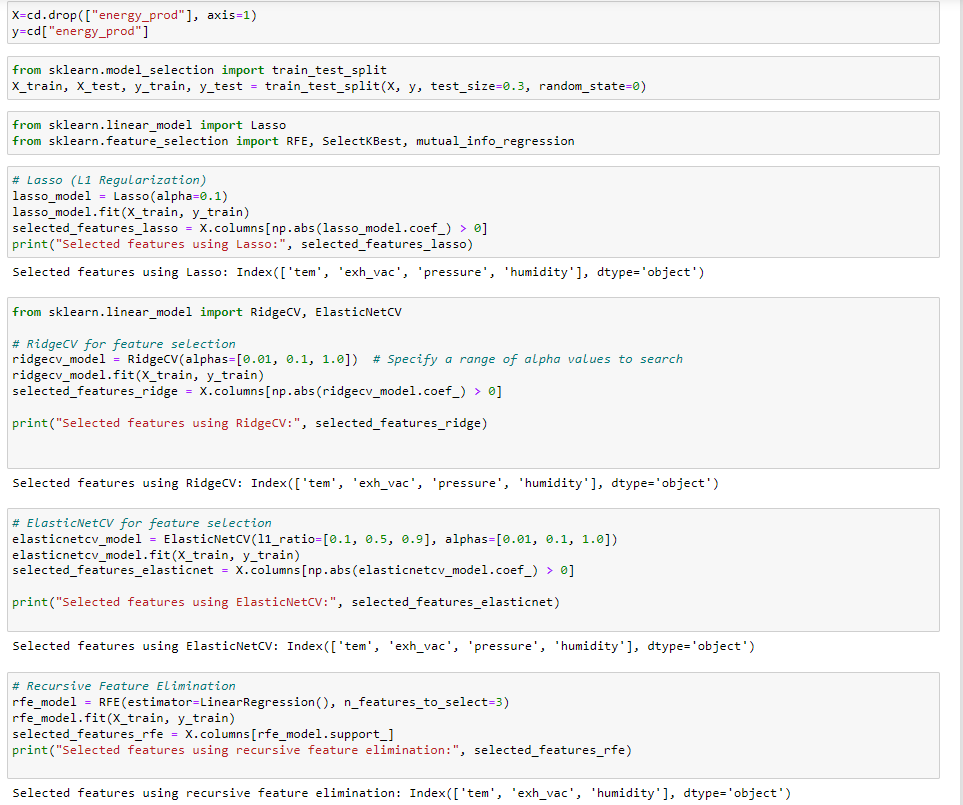 X=cd.drop(["energy_prod"], axis=1)
y=cd["energy_prod"]
from sklearn.model_selection import train_test_split
X_train, X_test, y_train, y_test = train_test_split(X, y, test_size=0.3, random_state=0)
from sklearn.linear_model import Lasso
from sklearn.feature_selection import RFE, SelectKBest, mutual_info_regression
# Lasso (L1 Regularization)
lasso_model = Lasso(alpha=0.1)
lasso_model.fit(X_train, y_train)
selected_features_lasso = X.columns[np.abs(lasso_model.coef_) > 0]
print("Selected features using Lasso:", selected_features_lasso)
Selected features using Lasso: Index(['tem', 'exh_vac', 'pressure', 'humidity'], dtype='object')
from sklearn.linear_model import RidgeCV, ElasticNetCV
# RidgeCV for feature selection
ridgecv_model = RidgeCV(alphas=[0.01, 0.1, 1.0])  # Specify a range of alpha values to search
ridgecv_model.fit(X_train, y_train)
selected_features_ridge = X.columns[np.abs(ridgecv_model.coef_) > 0]
print("Selected features using RidgeCV:", selected_features_ridge)
Selected features using RidgeCV: Index(['tem', 'exh_vac', 'pressure', 'humidity'], dtype='object')
# ElasticNetCV for feature selection
elasticnetcv_model = ElasticNetCV(l1_ratio=[0.1, 0.5, 0.9], alphas=[0.01, 0.1, 1.0])
elasticnetcv_model.fit(X_train, y_train)
selected_features_elasticnet = X.columns[np.abs(elasticnetcv_model.coef_) > 0]
print("Selected features using ElasticNetCV:", selected_features_elasticnet)
Selected features using ElasticNetCV: Index(['tem', 'exh_vac', 'pressure', 'humidity'], dtype='object')
# Recursive Feature Elimination
rfe_model = RFE(estimator=LinearRegression(), n_features_to_select=3)
rfe_model.fit(X_train, y_train)
selected_features_rfe = X.columns[rfe_model.support_]
print("Selected features using recursive feature elimination:", selected_features_rfe)
Selected features using recursive feature elimination: Index(['tem', 'exh_vac', 'humidity'], dtype='object')